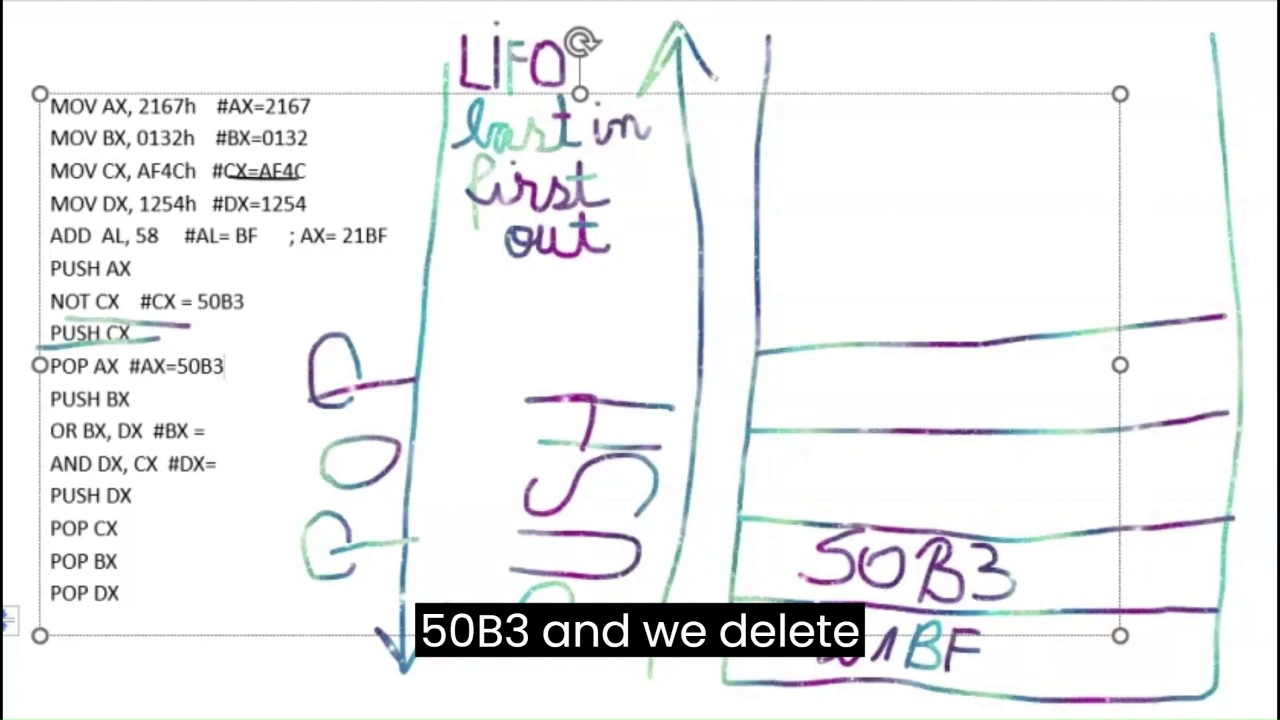 MOV AX, 2167h #AX=2167
MOV BX, 0132h #BX=0132
MOV CX, AF4Ch #CX=AF4C
MOV DX, 1254h #DX=1254
ADD AL, 58 #AL= BF ; AX= 21BF
PUSH AX
NOT CX #CX = 50B3
PUSH CX
POP AX #AX=50B3
PUSH BX
OR BX, DX #BX =
AND DX, CX #DX=
PUSH DX
POP CX
POP BX
POP DX
LIFO
last in
first
out
POP
PUSH
50B3
1BF
50B3 and we delete